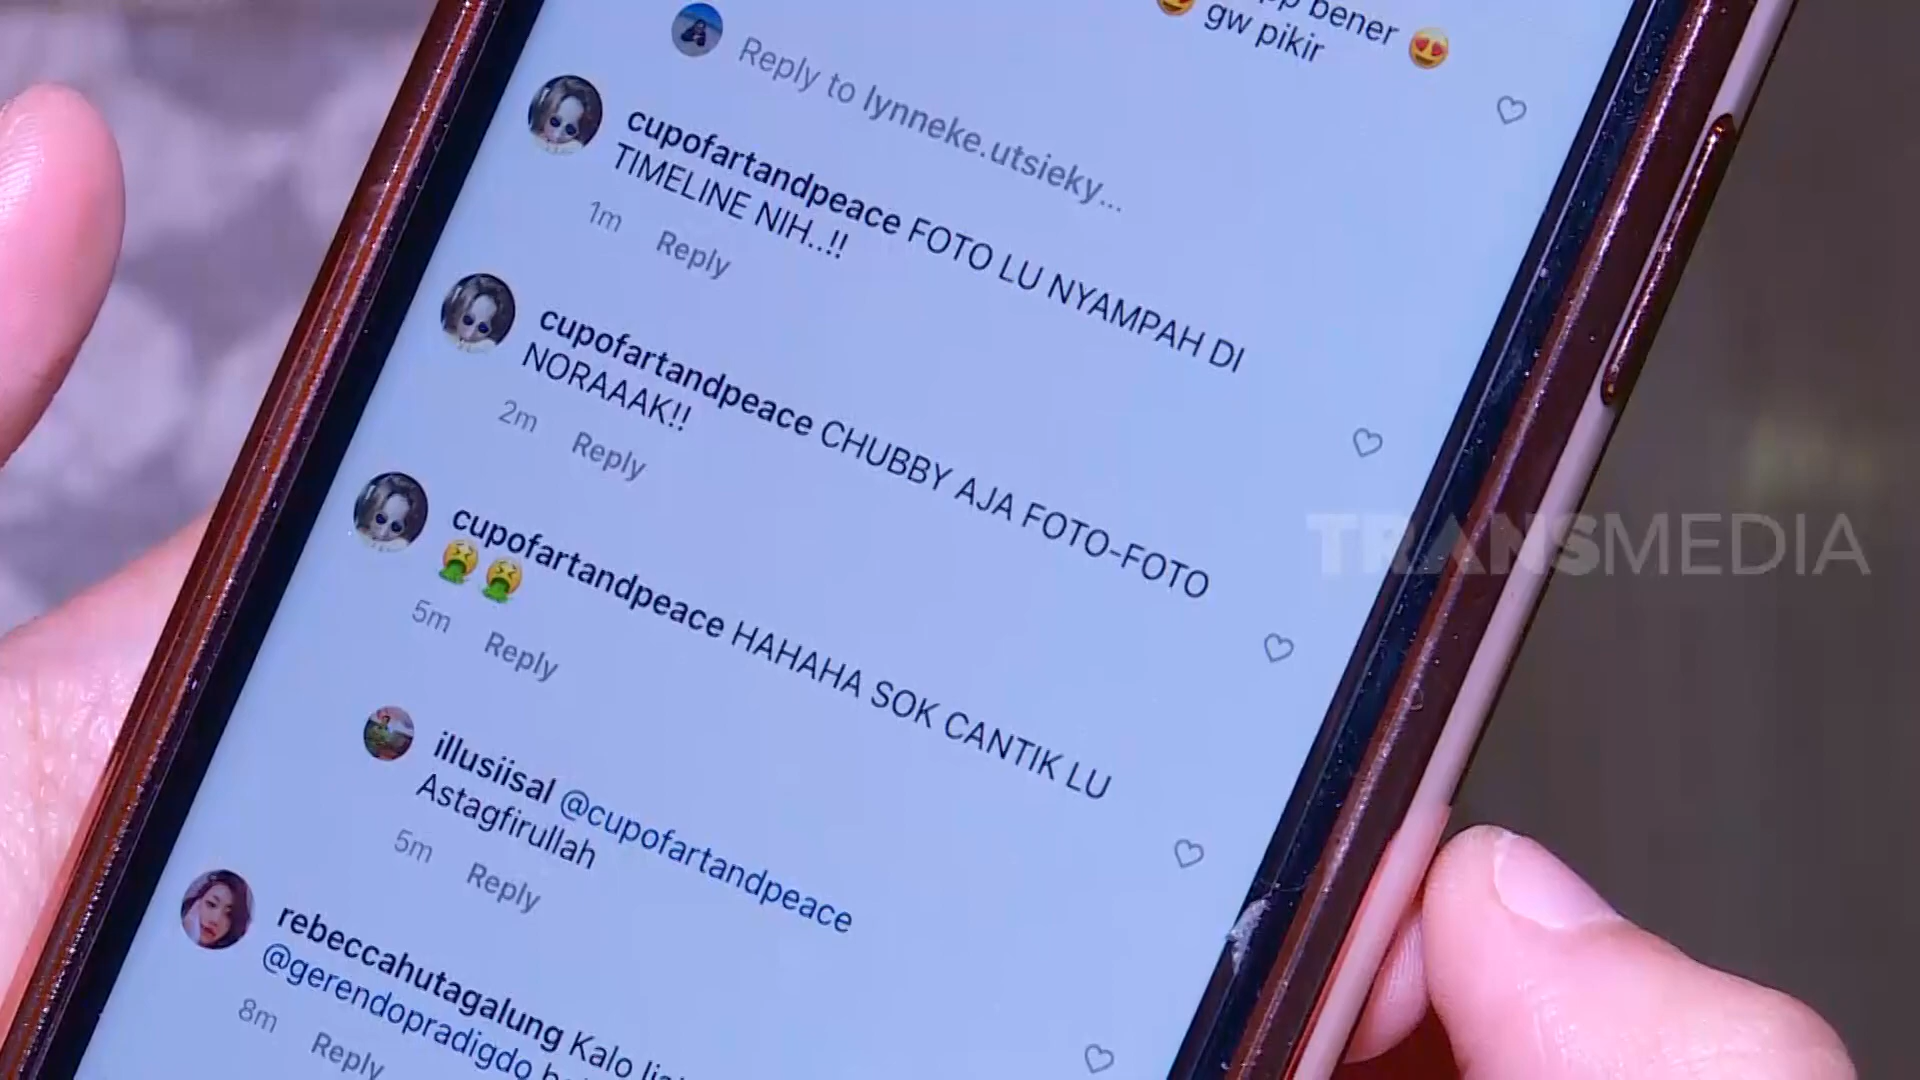 bener 😍
gw pikir
Reply to lynneke.utsieky...
cupofartandpeace FOTO LU NYAMPAH DI
TIMELINE NIH..!!
1m Reply
cupofartandpeace CHUBBY AJA FOTO-FOTO
NORAAAK!!
2m Reply
cupofartandpeace HAHAHA SOK CANTIK LU
🤮🤮
5m Reply
illusiisal @cupofartandpeace
Astagfirullah
5m Reply
rebeccahutagalung Kalo
@gerendopradigdo
8m Reply
TRANSMEDIA